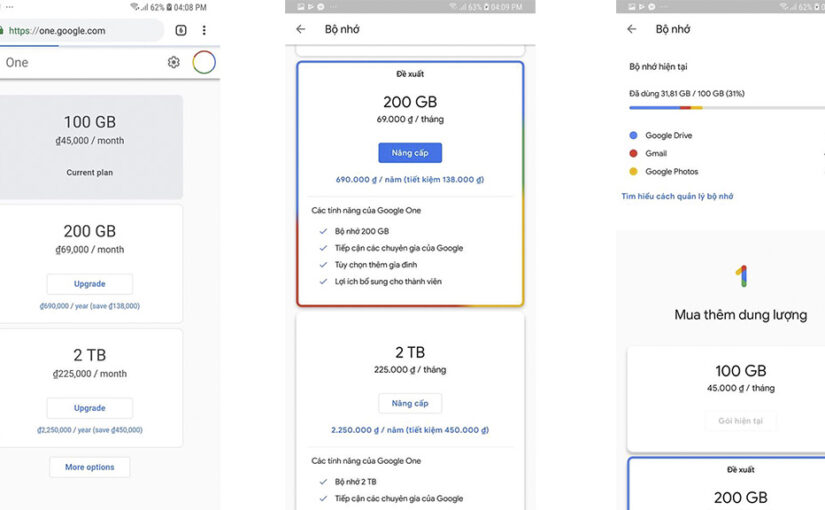 62% 04:08 PM
https://one.google.com
6
One
100 GB
₫45,000 / month
Current plan
200 GB
₫69,000 / month
Upgrade
₫690,000 / year (save ₫138,000)
2 TB
₫225,000 / month
Upgrade
₫2,250,000 / year (save ₫450,000)
More options
63% 04:09 PM
Bộ nhớ
Đề xuất
200 GB
69.000 ₫ / tháng
Nâng cấp
690.000 ₫ / năm (tiết kiệm 138.000 ₫)
Các tính năng của Google One
Bộ nhớ 200 GB
Tiếp cận các chuyên gia của Google
Tùy chọn thêm gia đình
Lợi ích bổ sung cho thành viên
2 TB
225.000 ₫ / tháng
Nâng cấp
2.250.000 ₫ / năm (tiết kiệm 450.000 ₫)
Các tính năng của Google One
Bộ nhớ 2 TB
Tiếp cận các chuyên gia của Google
62%
Bộ nhớ
Bộ nhớ hiện tại
Đã dùng 31,81 GB / 100 GB (31%)
Google Drive
Gmail
Google Photos
Tìm hiểu cách quản lý bộ nhớ
1
Mua thêm dung lượng
100 GB
45.000 ₫ / tháng
Gói hiện tại
Đề xuất
200 GB